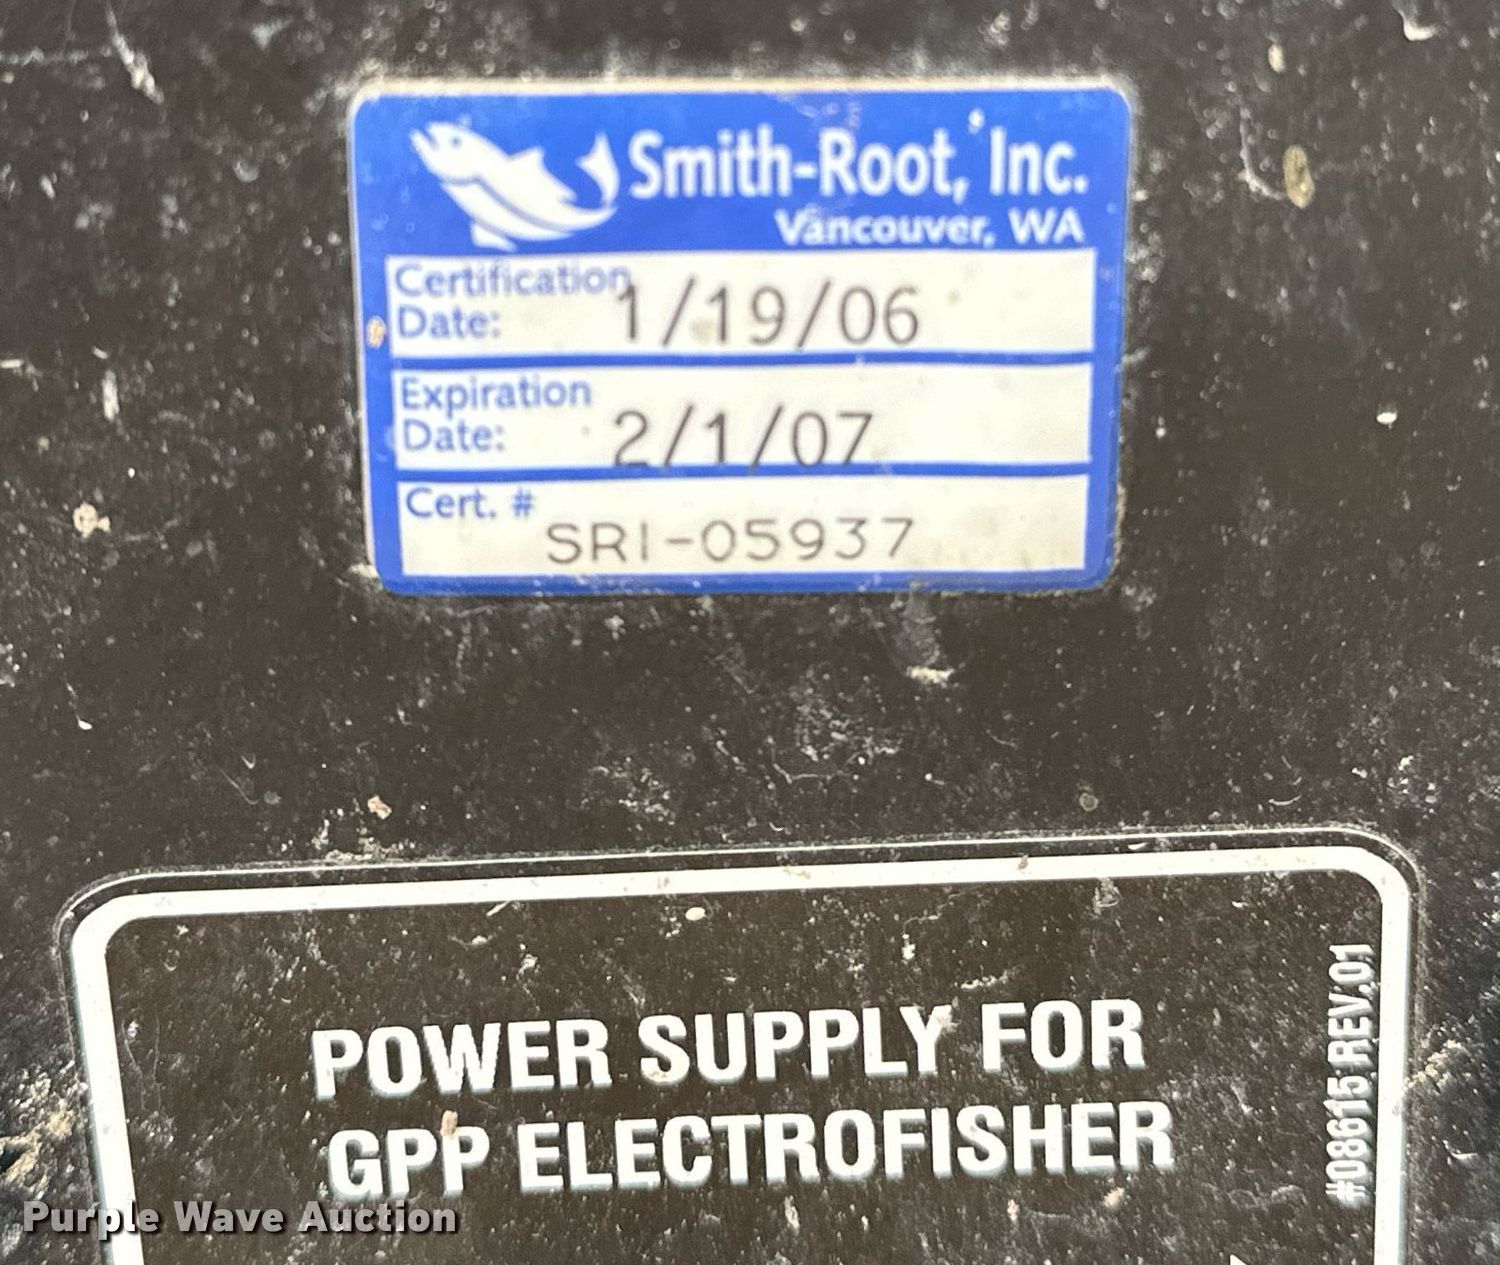 Smith-Root, Inc.
Vancouver, WA
Certification
Date: 1/19/06
Expiration
Date: 2/1/07
Cert. #
SRI-05937
POWER SUPPLY FOR
GPP ELECTROFISHER
#08615 REV.01
Purple Wave Auction